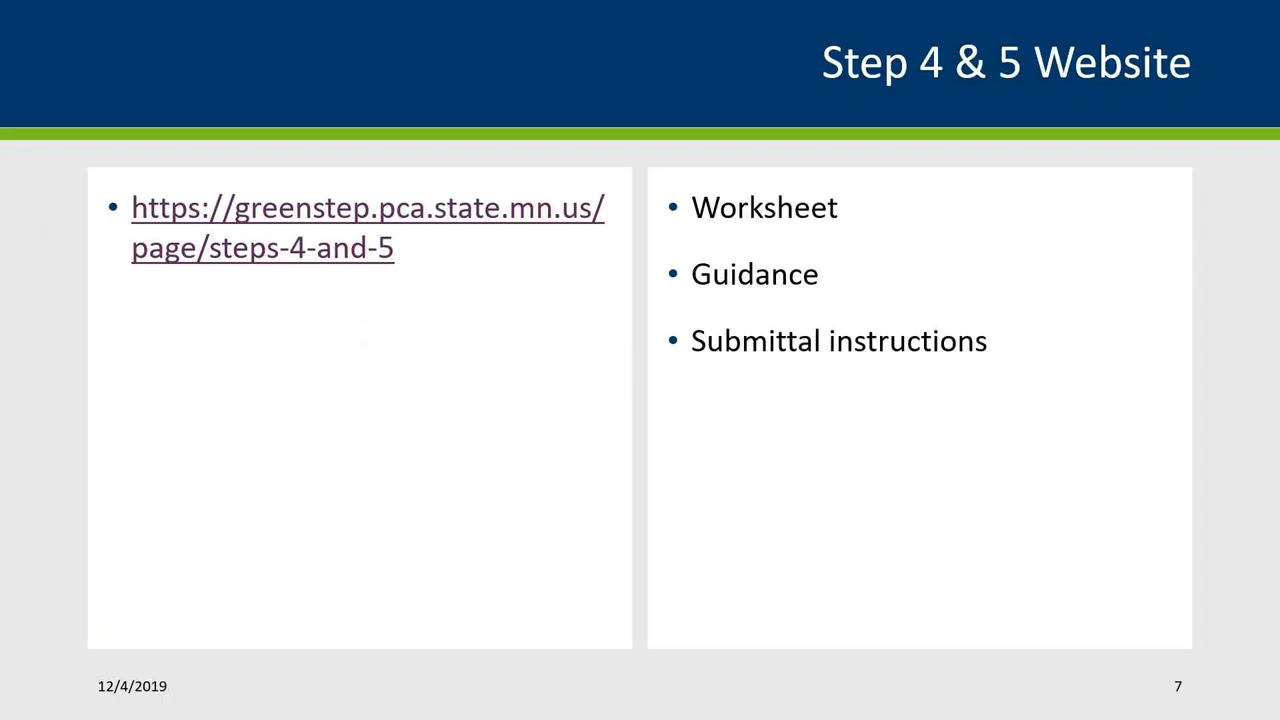 Step 4 & 5 Website
• https://greenstep.pca.state.mn.us/
page/steps-4-and-5
• Worksheet
• Guidance
• Submittal instructions
12/4/2019
7